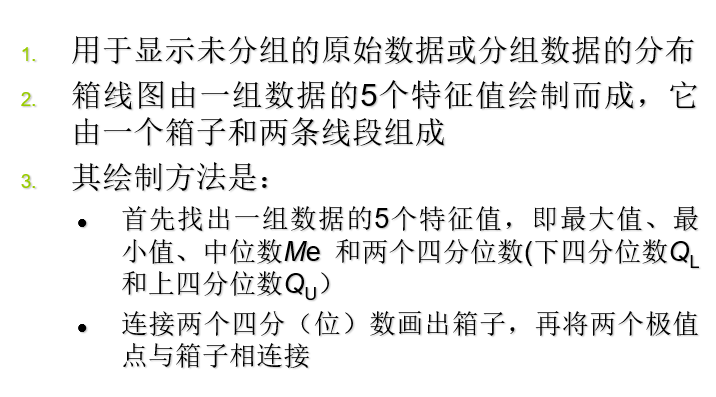 1. 用于显示未分组的原始数据或分组数据的分布
2. 箱线图由一组数据的5个特征值绘制而成，它
由一个箱子和两条线段组成
3. 其绘制方法是：
● 首先找出一组数据的5个特征值，即最大值、最
小值、中位数Me 和两个四分位数(下四分位数QL
和上四分位数QU）
● 连接两个四分（位）数画出箱子，再将两个极值
点与箱子相连接